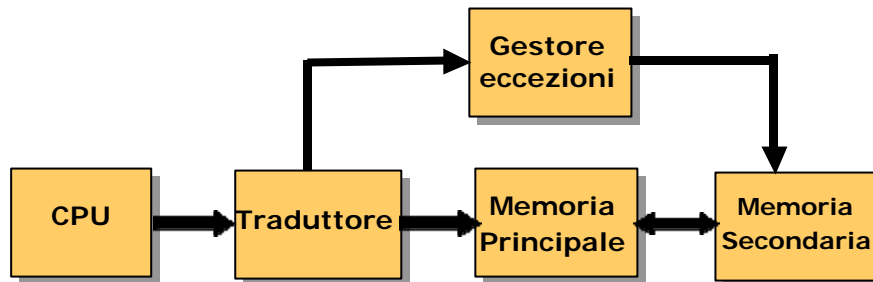 Gestore
eccezioni
CPU
Traduttore
Memoria
Principale
Memoria
Secondaria